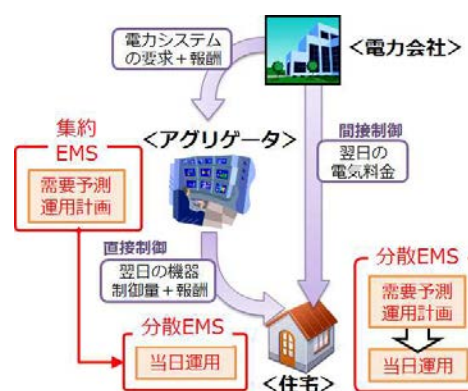 電力システム
の要求＋報酬
＜電力会社＞
集約
EMS
需要予測
運用計画
＜アグリゲータ＞
間接制御
翌日の
電気料金
直接制御
翌日の機器
制御量＋報酬
分散EMS
当日運用
分散EMS
需要予測
運用計画
当日運用
＜住宅＞